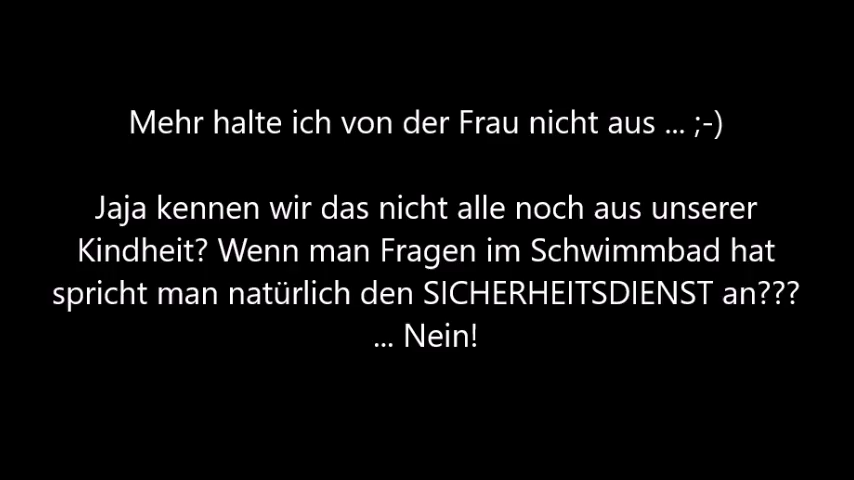 Mehr halte ich von der Frau nicht aus ... ;-)
Jaja kennen wir das nicht alle noch aus unserer
Kindheit? Wenn man Fragen im Schwimmbad hat
spricht man natürlich den SICHERHEITSDIENST an???
... Nein!